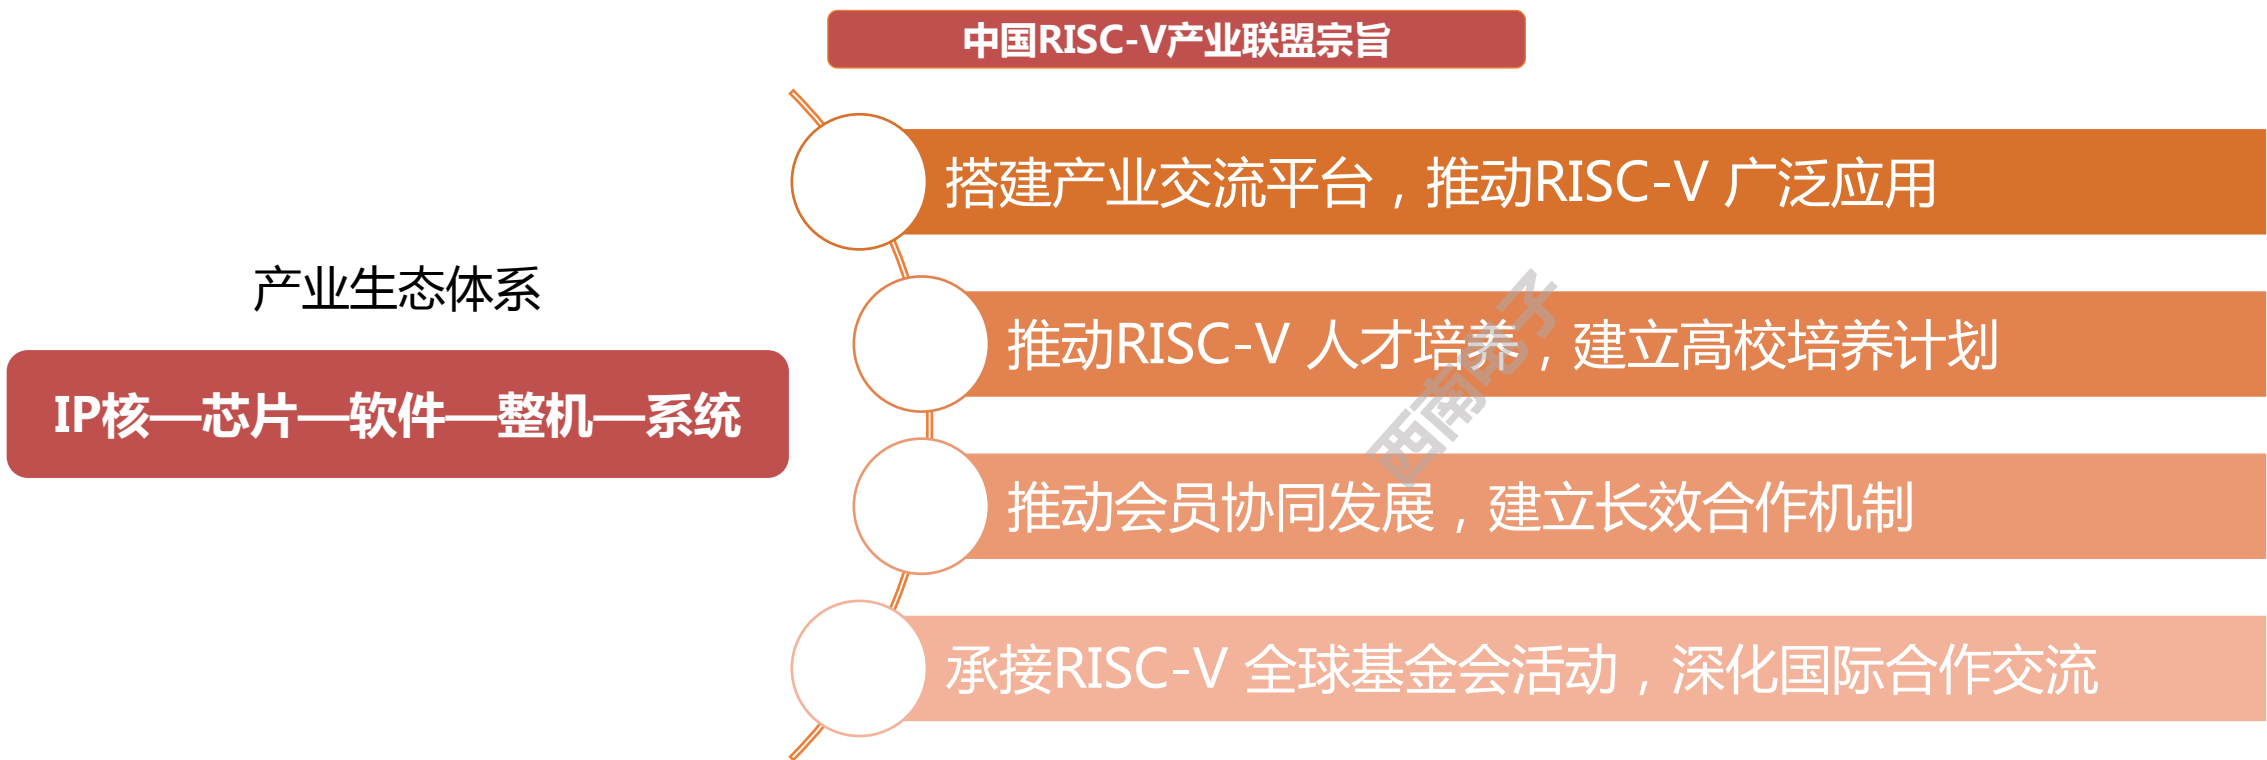 中国RISC-V产业联盟宗旨
产业生态体系
IP核—芯片—软件—整机—系统
搭建产业交流平台，推动RISC-V 广泛应用
推动RISC-V 人才培养，建立高校培养计划
推动会员协同发展，建立长效合作机制
承接RISC-V 全球基金会活动，深化国际合作交流
西南电子